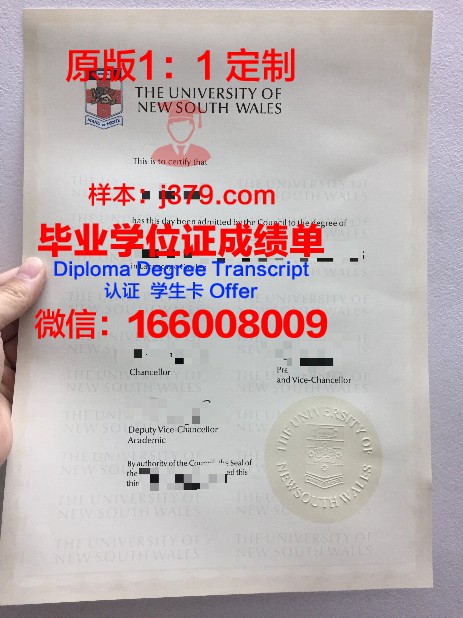 原版1：1 定制
THE UNIVERSITY OF
NEW SOUTH WALES
This is to certify that
样本：j379.com
has this day been admitted by the Council to the degree of
毕业学位证成绩单
Diploma Degree Transcript
认证 学生卡 Offer
微信：166008009
Chancellor
and Vice-Chancellor
Deputy Vice-Chancellor
Academic
By authority of the Council, the Seal of
the
this
THE UNIVERSITY OF NEW SOUTH WALES